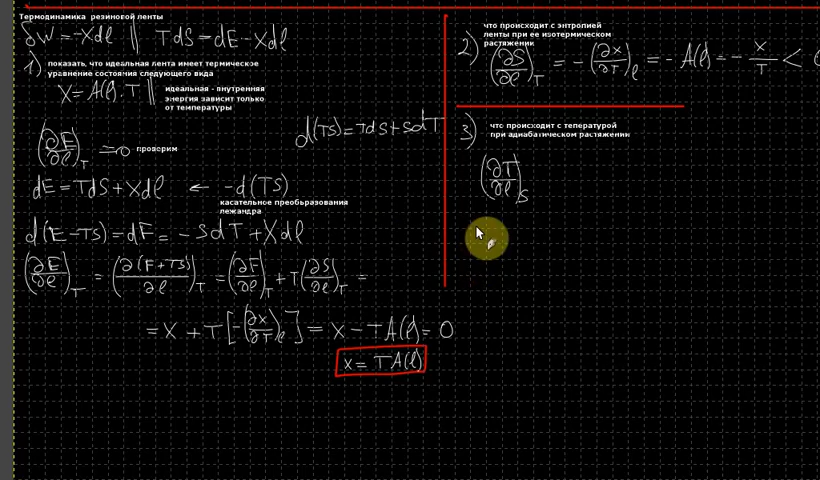 Термодинамика резиновой ленты
δW = -Xdl || TdS = dE - Xdl
1) показать, что идеальная лента имеет термическое
уравнение состояния следующего вида
X = A(l)·T || идеальная - внутренняя
энергия зависит только
от температуры
(∂E/∂l)_T = 0 проверим
d(TS) = TdS + SdT
dE = TdS + Xdl ← -d(TS)
касательное преобьразования
лежандра
d(E-TS) = dF = -SdT + Xdl
(∂E/∂l)_T = (∂(F+TS)/∂l)_T = (∂F/∂l)_T + T(∂S/∂l)_T =
= X + T[-(∂X/∂T)_l] = X - TA(l) = 0
X = TA(l)
что происходит с энтропией
ленты при ее изотермическом
растяжении
2) (∂S/∂l)_T = -(∂X/∂T)_l = -A(l) = -X/T < 0
3) что происходит с тепературой
при адиабатическом растяжении
(∂T/∂l)_S